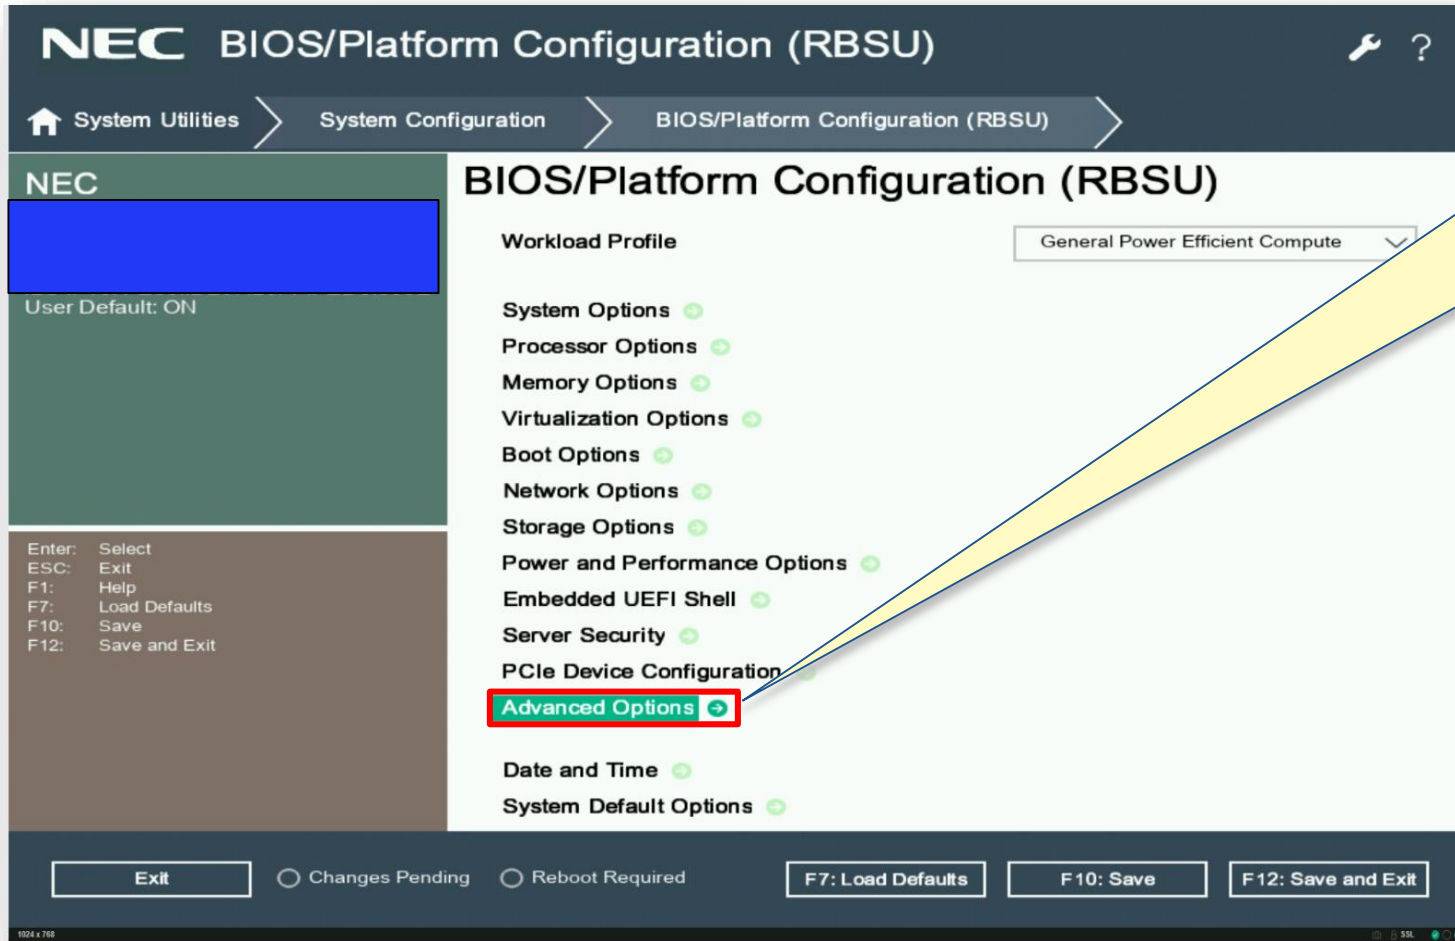 NEC BIOS/Platform Configuration (RBSU)
?
System Utilities
System Configuration
BIOS/Platform Configuration (RBSU)
NEC
User Default: ON
Enter: Select
ESC: Exit
F1: Help
F7: Load Defaults
F10: Save
F12: Save and Exit
BIOS/Platform Configuration (RBSU)
Workload Profile
General Power Efficient Compute
System Options
Processor Options
Memory Options
Virtualization Options
Boot Options
Network Options
Storage Options
Power and Performance Options
Embedded UEFI Shell
Server Security
PCIe Device Configuration
Advanced Options
Date and Time
System Default Options
Exit
Changes Pending
Reboot Required
F7: Load Defaults
F10: Save
F12: Save and Exit
1024 x 768
SSL